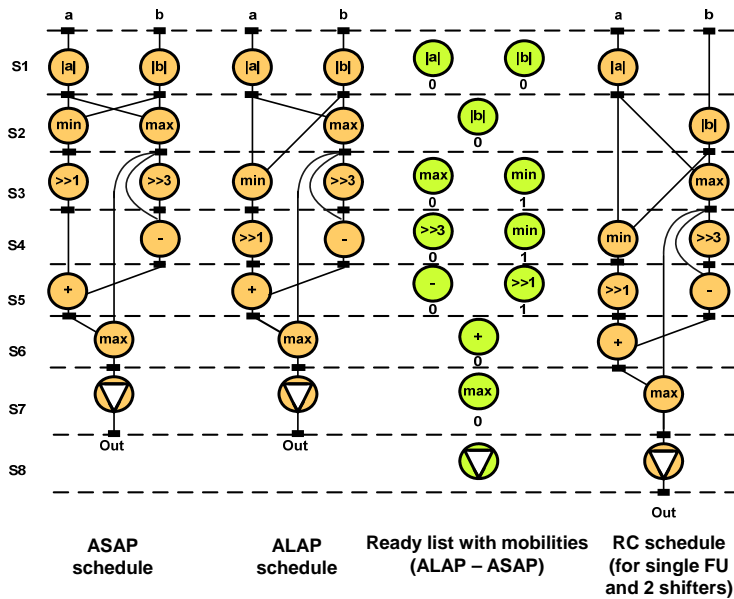 a b a b a b
S1 |a| |b| |a| |b| |a| |b| |a|
0 0
S2 min max max |b| |b|
0
S3 >>1 >>3 min >>3 max min max
0 1
S4 - >>1 - >>3 min min >>3
0 1
S5 + + - >>1 >>1 -
0 1
S6 max max + +
0
S7 max max
0
Out Out
S8
Out
ASAP schedule
ALAP schedule
Ready list with mobilities
(ALAP – ASAP)
RC schedule
(for single FU
and 2 shifters)